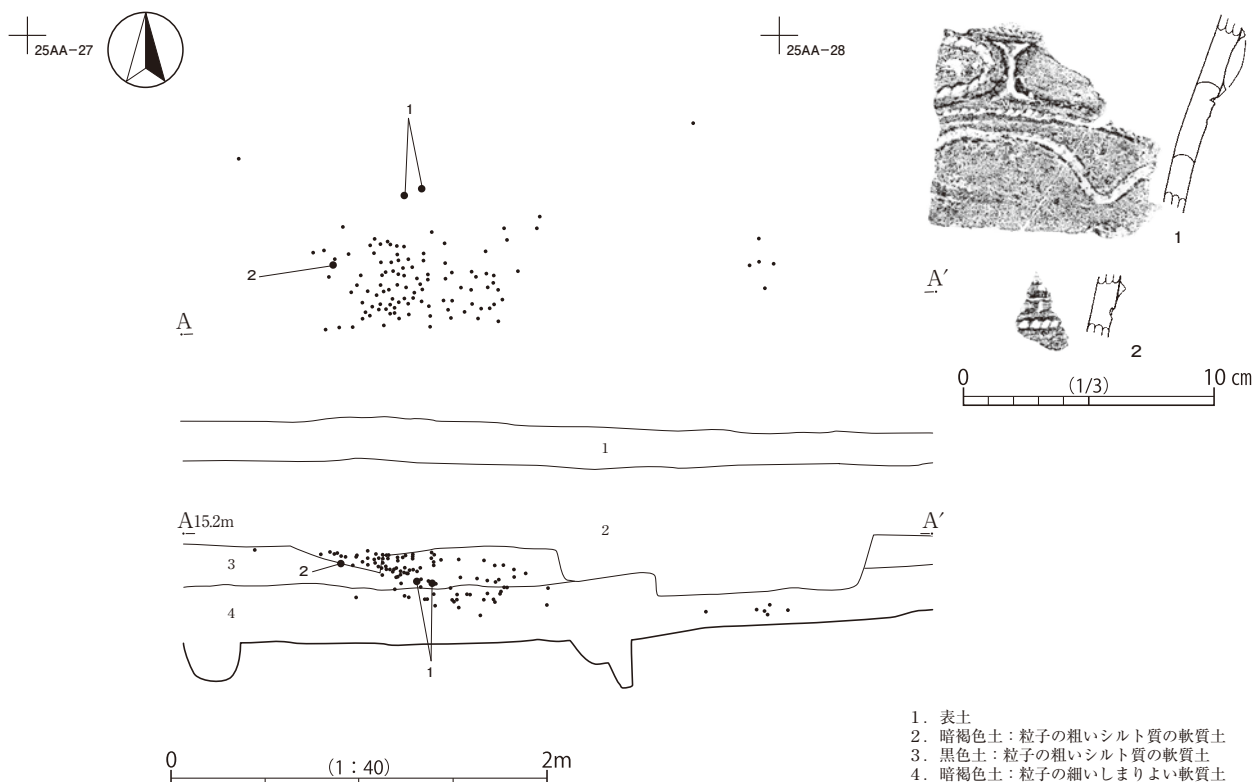 25AA-27
25AA-28
1
2
A
A′
1
2
0
(1/3)
10 cm
1
A 15.2m
2
A′
3
2
4
1
0
(1：40)
2m
1．表土
2．暗褐色土：粒子の粗いシルト質の軟質土
3．黒色土：粒子の粗いシルト質の軟質土
4．暗褐色土：粒子の細いしまりよい軟質土